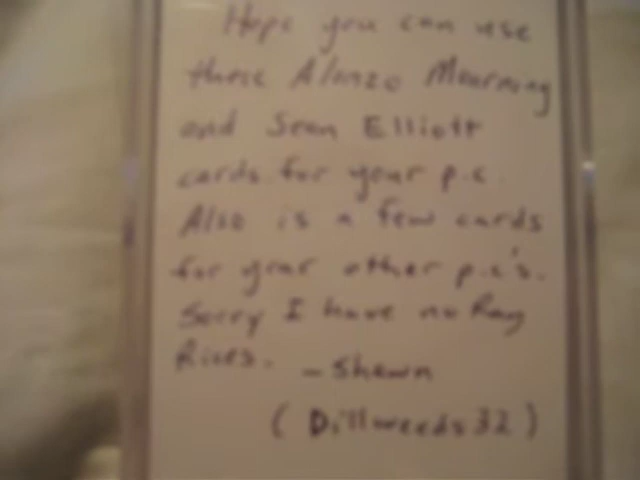 Hope you can use
these Alonzo Mourning
and Sean Elliott
cards for your p.c.
Also is a few cards
for your other p.c's.
Sorry I have no Ray
Rices.
- Shawn
(Dillweeds32)